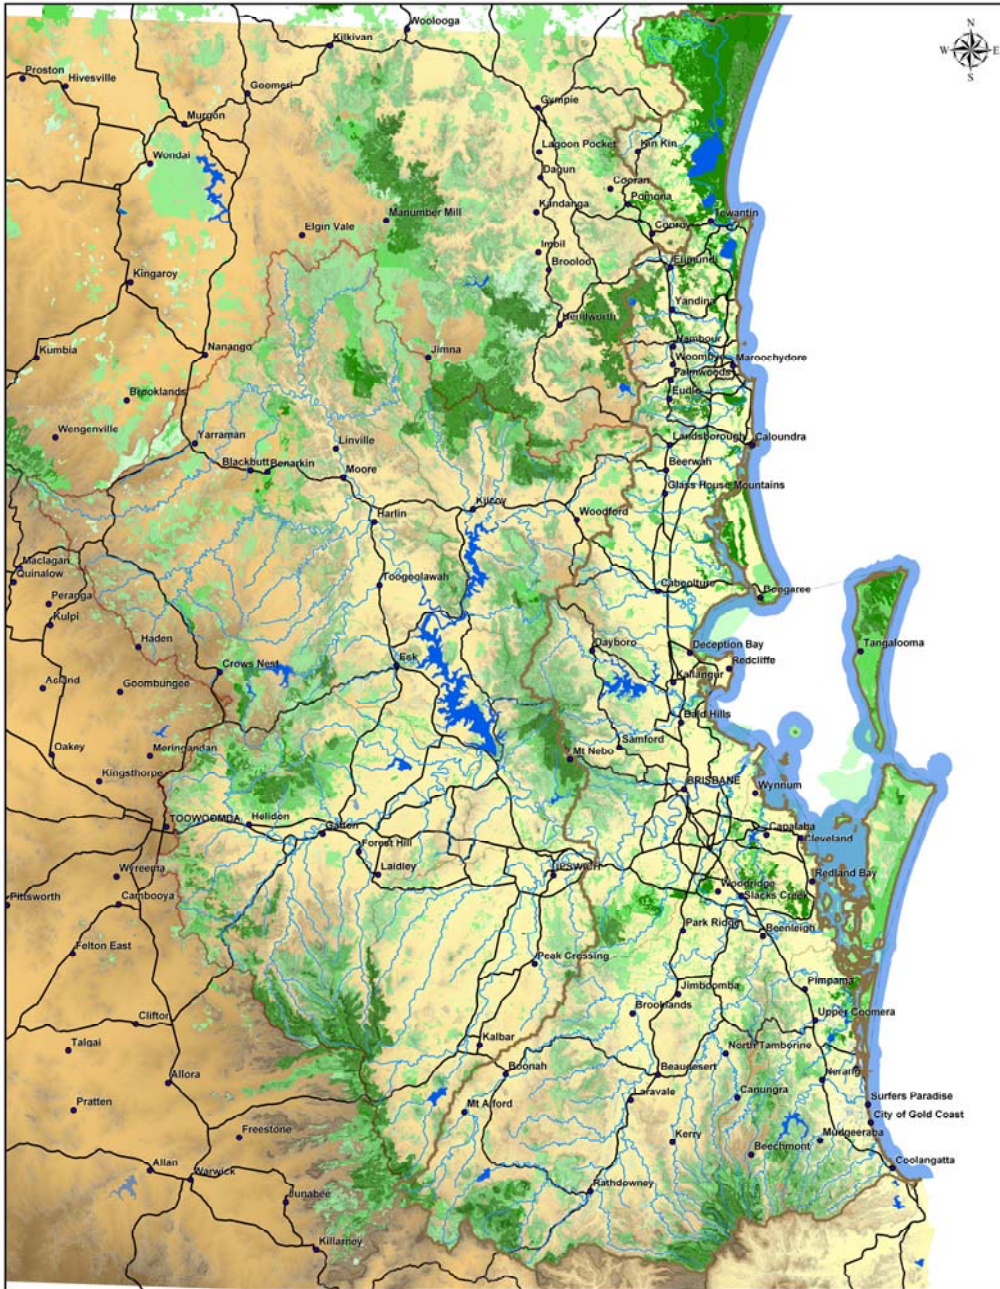 Woolooga
Kilkivan
N
W
E
S
Proston
Hivesville
Goomeri
Gympie
Murgon
Lagoon Pocket
Kin Kin
Wondai
Dagun
Cooran
Pomona
Kandanga
Manumber Mill
Tewantin
Elgin Vale
Cooroy
Imbil
Brolod
Eumundi
Kingaroy
Yandina
Kenilworth
Nambour
Kumbia
Nanango
Jimna
Woombye
Maroochydore
Palmwoods
Brooklands
Eudlo
Wengenville
Yarraman
Linville
Landsborough
Caloundra
Blackbutt
Benarkin
Moore
Beerwah
Glass House Mountains
Kilcoy
Harlin
Woodford
Maclagan
Quinalow
Toogoolawah
Caboolture
Bongaree
Peranga
Kulpi
Haden
Dayboro
Deception Bay
Tangalooma
Redcliffe
Crows Nest
Esk
Kallangur
Acland
Goombungee
Bald Hills
Oakey
Meringandan
Samford
Mt Nebo
Kingsthorpe
BRISBANE
Wynnum
TOOWOOMBA
Helidon
Gatton
Capalaba
Cleveland
Forest Hill
Laidley
IPSWICH
Wyreema
Redland Bay
Woodridge
Slacks Creek
Pittsworth
Cambooya
Park Ridge
Beenleigh
Felton East
Peak Crossing
Pimpama
Jimboomba
Brooklands
Clifton
Upper Coomera
Kalbar
Talgai
North Tamborine
Boonah
Beaudesert
Nerang
Allora
Canungra
Laravale
Surfers Paradise
Pratten
Mt Alford
City of Gold Coast
Freestone
Kerry
Mudgeeraba
Beechmont
Allan
Warwick
Coolangatta
Junabee
Rathdowney
Killarney